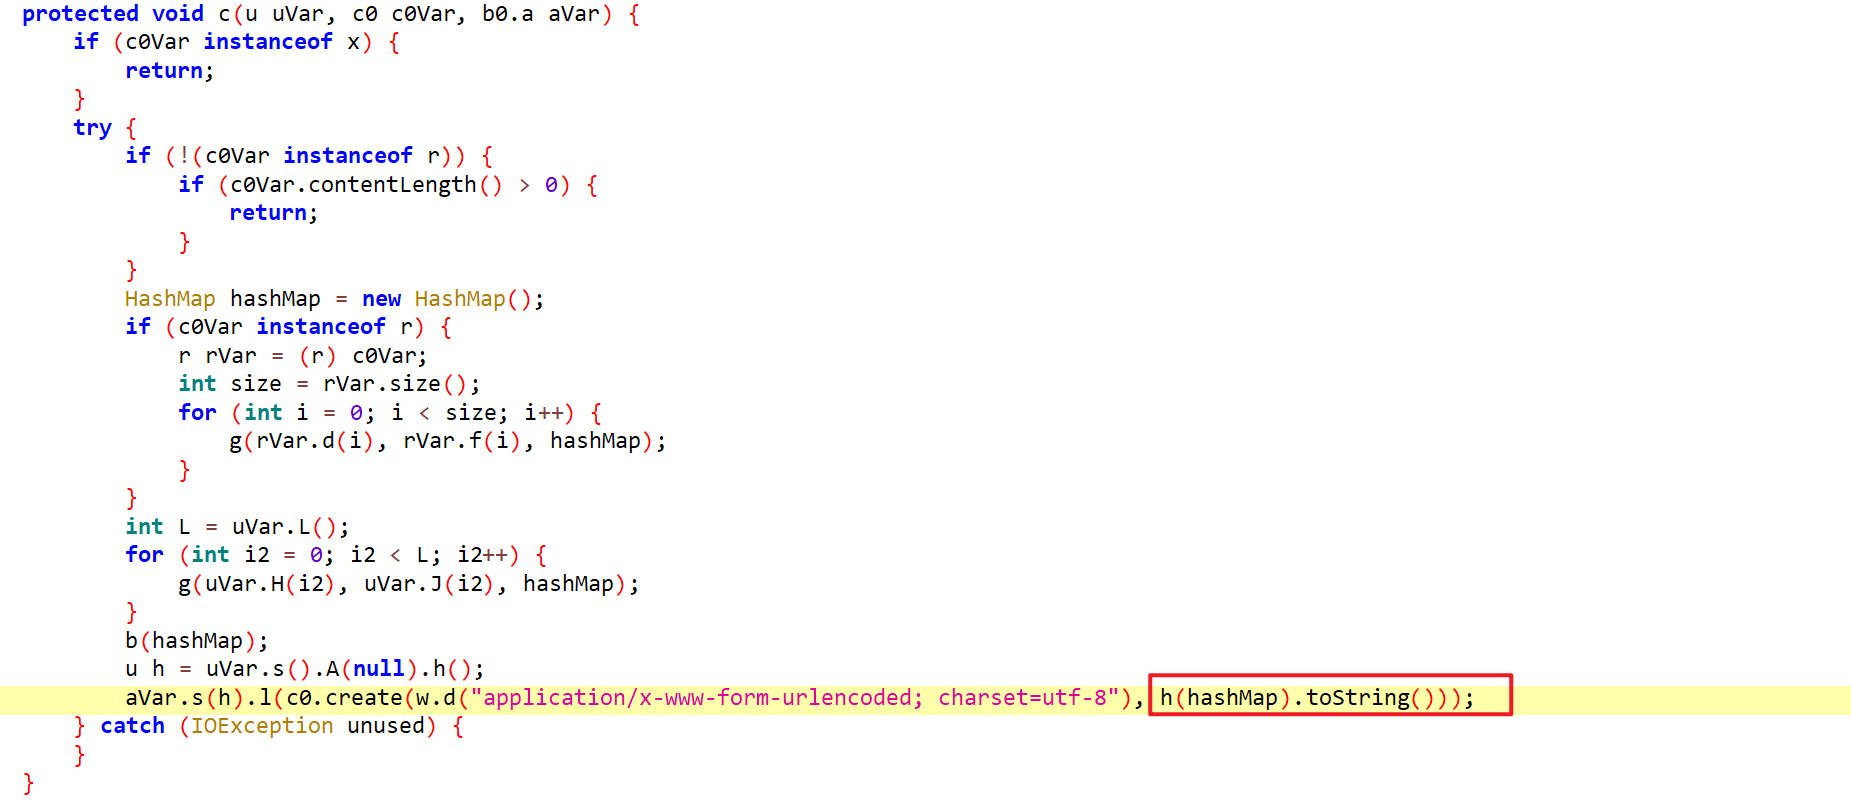 protected void c(u uVar, c0 c0Var, b0.a aVar) {
    if (c0Var instanceof x) {
        return;
    }
    try {
        if (!(c0Var instanceof r)) {
            if (c0Var.contentLength() > 0) {
                return;
            }
        }
        HashMap hashMap = new HashMap();
        if (c0Var instanceof r) {
            r rVar = (r) c0Var;
            int size = rVar.size();
            for (int i = 0; i < size; i++) {
                g(rVar.d(i), rVar.f(i), hashMap);
            }
        }
        int L = uVar.L();
        for (int i2 = 0; i2 < L; i2++) {
            g(uVar.H(i2), uVar.J(i2), hashMap);
        }
        b(hashMap);
        u h = uVar.s().A(null).h();
        aVar.s(h).l(c0.create(w.d("application/x-www-form-urlencoded; charset=utf-8"), h(hashMap).toString()));
    } catch (IOException unused) {
    }
}